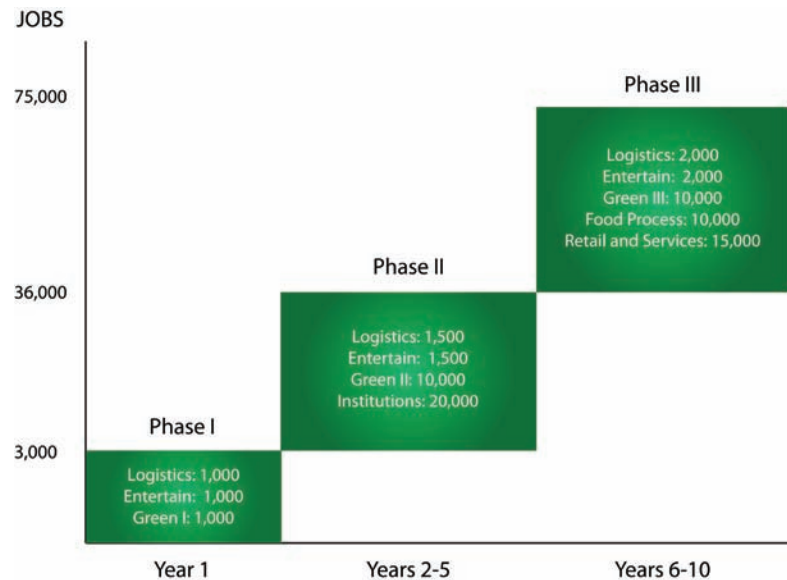 JOBS
75,000
Phase III
Logistics: 2,000
Entertain: 2,000
Green III: 10,000
Food Process: 10,000
Retail and Services: 15,000
36,000
Phase II
Logistics: 1,500
Entertain: 1,500
Green II: 10,000
Institutions: 20,000
3,000
Phase I
Logistics: 1,000
Entertain: 1,000
Green I: 1,000
Year 1
Years 2-5
Years 6-10